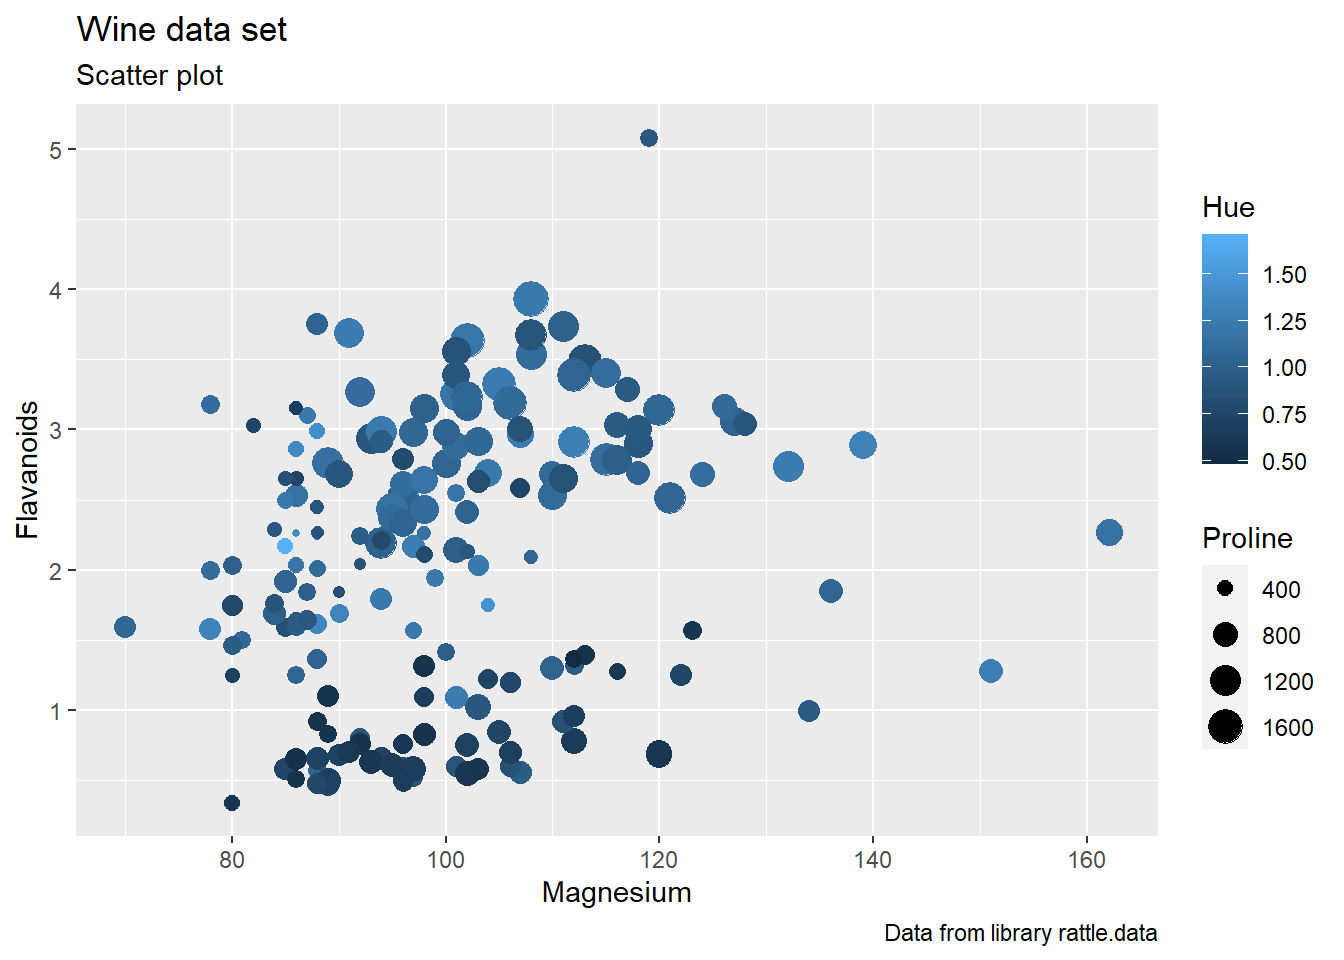 Wine data set
Scatter plot
5
4
3
2
1
Flavanoids
80 100 120 140 160
Magnesium
Hue
1.50
1.25
1.00
0.75
0.50
Proline
400
800
1200
1600
Data from library rattle.data